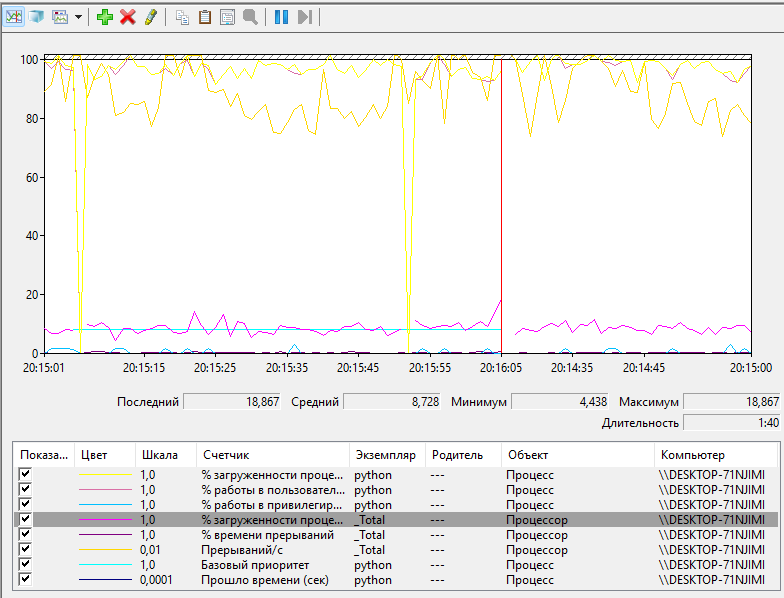 100
80
60
40
20
0
20:15:01 20:15:15 20:15:25 20:15:35 20:15:45 20:15:55 20:16:05 20:14:35 20:14:45 20:15:00
Последний 18,867 Средний 8,728 Минимум 4,438 Максимум 18,867
Длительность 1:40
Показа... Цвет Шкала Счетчик Экземпляр Родитель Объект Компьютер
1,0 % загруженности проце... python --- Процесс \\DESKTOP-71NJIMI
1,0 % работы в пользовател... python --- Процесс \\DESKTOP-71NJIMI
1,0 % работы в привилегир... python --- Процесс \\DESKTOP-71NJIMI
1,0 % загруженности проце... _Total --- Процессор \\DESKTOP-71NJIMI
1,0 % времени прерываний _Total --- Процессор \\DESKTOP-71NJIMI
0,01 Прерываний/с _Total --- Процессор \\DESKTOP-71NJIMI
1,0 Базовый приоритет python --- Процесс \\DESKTOP-71NJIMI
0,0001 Прошло времени (сек) python --- Процесс \\DESKTOP-71NJIMI